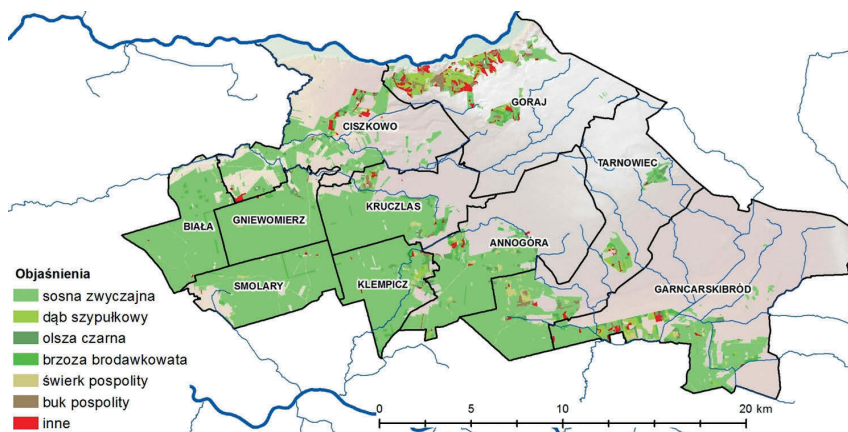 GORAJ
CISZKOWO
TARNOWIEC
KRUCZLAS
BIAŁA
GNIEWOMIERZ
ANNOGÓRA
SMOLARY
KLEMPICZ
GARNCARSKIBRÓD
Objaśnienia
sosna zwyczajna
dąb szypułkowy
olsza czarna
brzoza brodawkowata
świerk pospolity
buk pospolity
inne
0 5 10 20 km